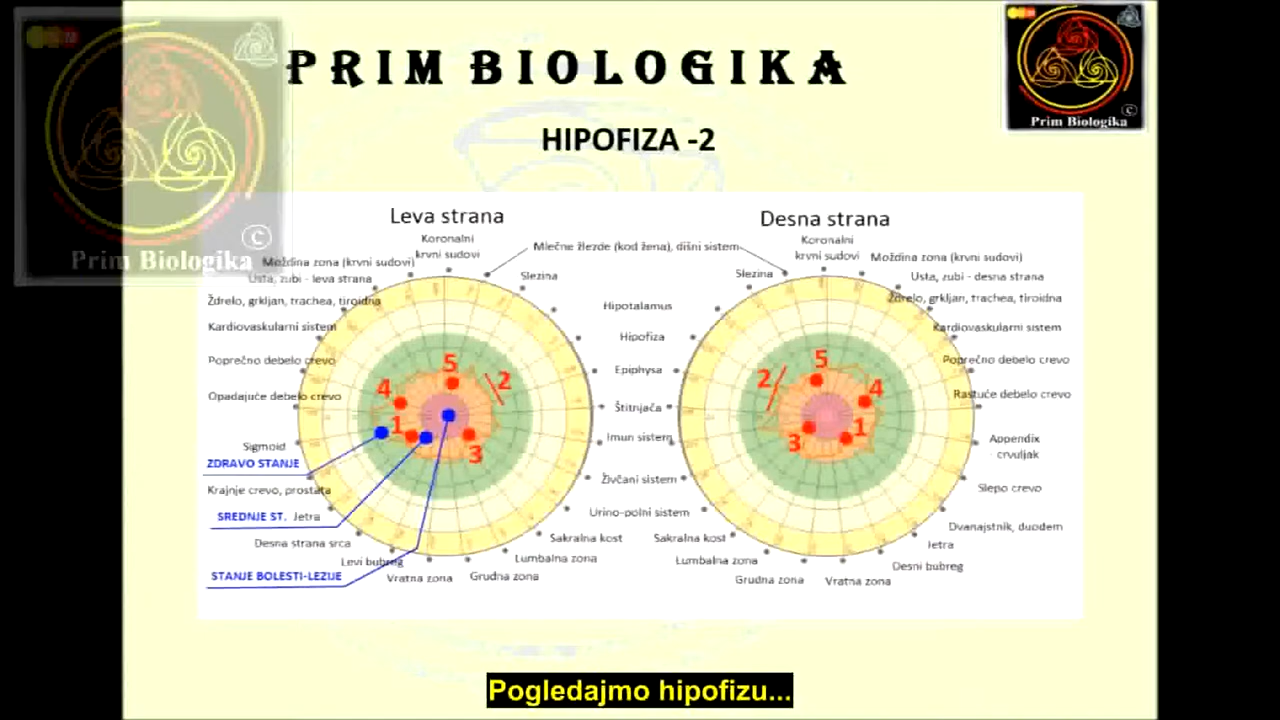 PRIM BIOLOGIKA
Prim Biologika
©
Prim Biologika
©
HIPOFIZA -2
Leva strana
Desna strana
Koronalni
krvni sudovi
Mlečne žlezde (kod žena), dišni sistem
Koronalni
krvni sudovi
Moždina zona (krvni sudovi)
Moždina zona (krvni sudovi)
Usta, zubi - leva strana
Slezina
Slezina
Usta, zubi - desna strana
Ždrelo, grkljan, trachea, tiroidna
Hipotalamus
Ždrelo, grkljan, trachea, tiroidna
Kardiovaskularni sistem
Hipofiza
Kardiovaskularni sistem
Poprečno debelo crevo
Epiphysa
Poprečno debelo crevo
Opadajuće debelo crevo
Štitnjača
Rastuće debelo crevo
Sigmoid
Imun sistem
Appendix
crvuljak
ZDRAVO STANJE
Krajnje crevo, prostata
Živčani sistem
Slepo crevo
SREDNJE ST.
Jetra
Urino-polni sistem
Dvanajstnik, duodem
Desna strana srca
Sakralna kost
Sakralna kost
Jetra
Levi bubreg
Lumbalna zona
Lumbalna zona
Desni bubreg
STANJE BOLESTI-LEZIJE
Vratna zona
Grudna zona
Grudna zona
Vratna zona
5
2
4
1
3
5
2
4
3
1
Pogledajmo hipofizu...